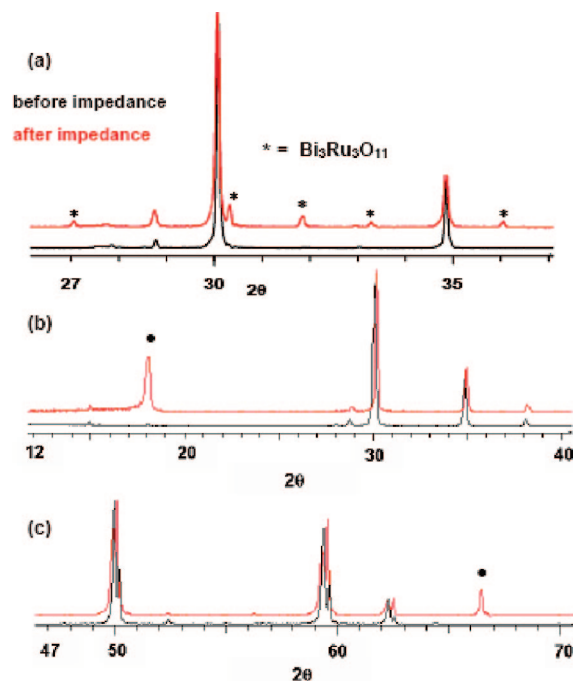 (a)
before impedance
after impedance
* = Bi₃Ru₃O₁₁
* * * * *
27 30 2θ 35
(b)
•
12 20 30 40
2θ
(c)
•
47 50 60 70
2θ